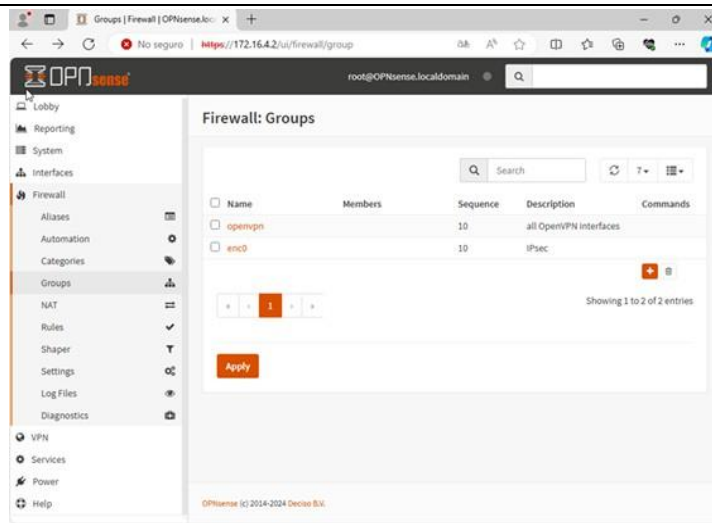 Groups | Firewall | OPNsense.loc
No seguro | https://172.16.4.2/ui/firewall/group
OPNsense
root@OPNsense.localdomain
Lobby
Reporting
System
Interfaces
Firewall
Aliases
Automation
Categories
Groups
NAT
Rules
Shaper
Settings
Log Files
Diagnostics
VPN
Services
Power
Help
Firewall: Groups
Search
7
Name Members Sequence Description Commands
openvpn 10 all OpenVPN interfaces
enc0 10 IPsec
« ‹ 1 › »
Showing 1 to 2 of 2 entries
Apply
OPNsense (c) 2014-2024 Deciso B.V.